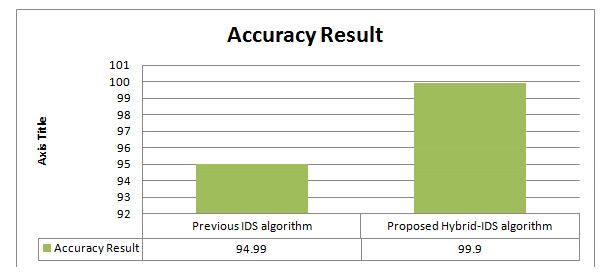 Accuracy Result
101
100
99
98
97
96
95
94
93
92
Axis Title
Previous IDS algorithm Proposed Hybrid-IDS algorithm
Accuracy Result 94.99 99.9